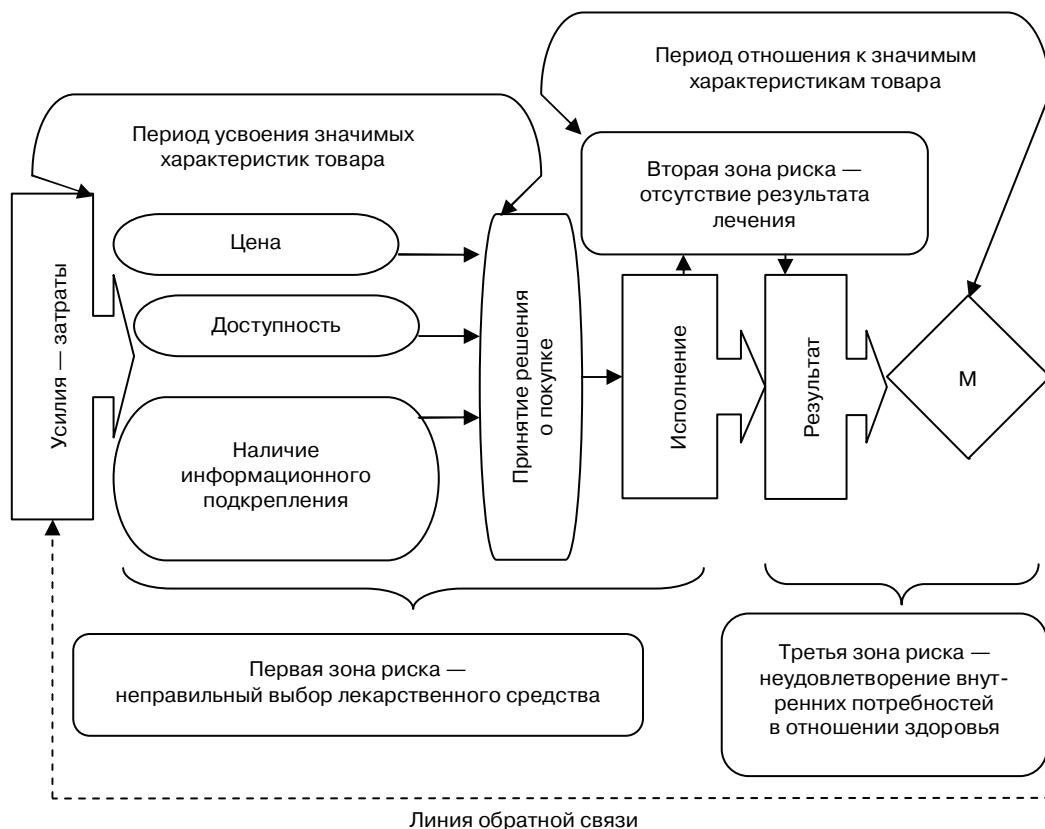 Период отношения к значимым
характеристикам товара
Период усвоения значимых
характеристик товара
Вторая зона риска —
отсутствие результата
лечения
Усилия — затраты
Цена
Доступность
Наличие
информационного
подкрепления
Принятие решения
о покупке
Исполнение
Результат
М
Первая зона риска —
неправильный выбор лекарственного средства
Третья зона риска —
неудовлетворение внут-
ренних потребностей
в отношении здоровья
Линия обратной связи